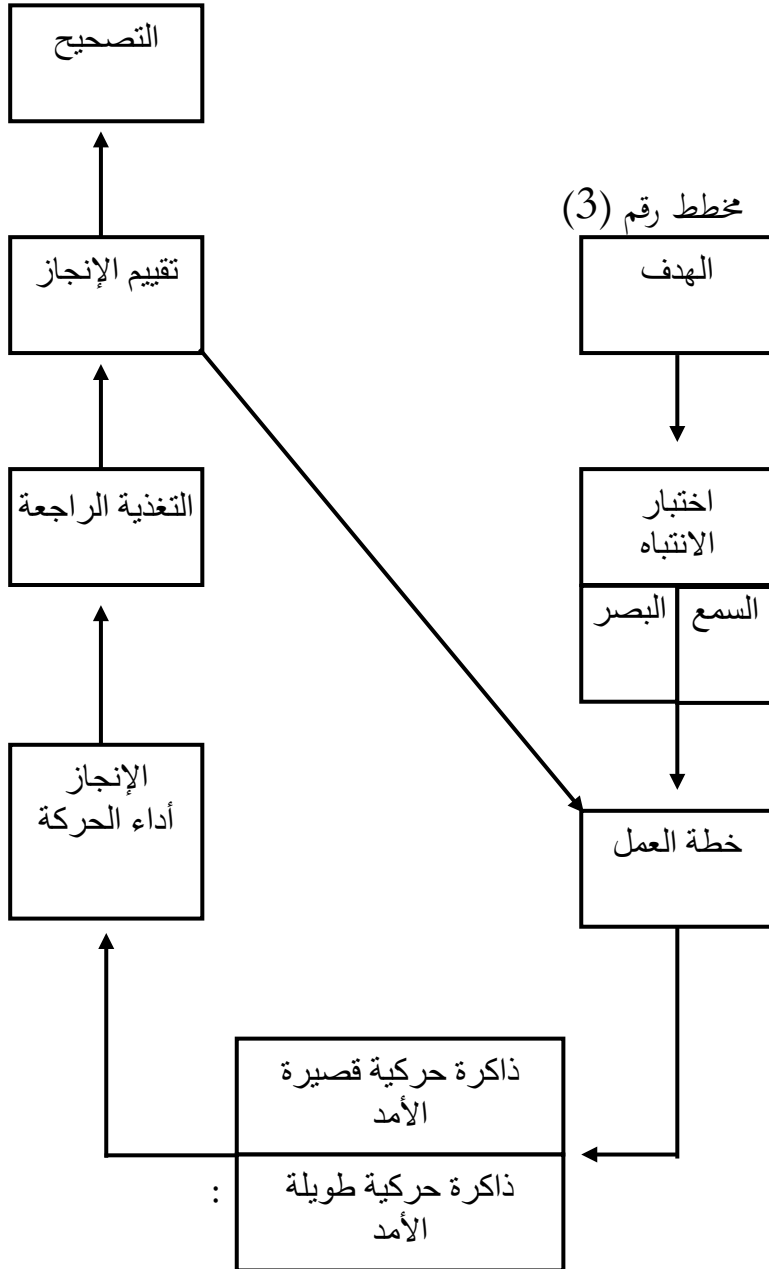 التصحيح
مخطط رقم (3)
الهدف
تقييم الإنجاز
اختبار
الانتباه
التغذية الراجعة
السمع
البصر
الإنجاز
أداء الحركة
خطة العمل
ذاكرة حركية قصيرة
الأمد
ذاكرة حركية طويلة
الأمد
: